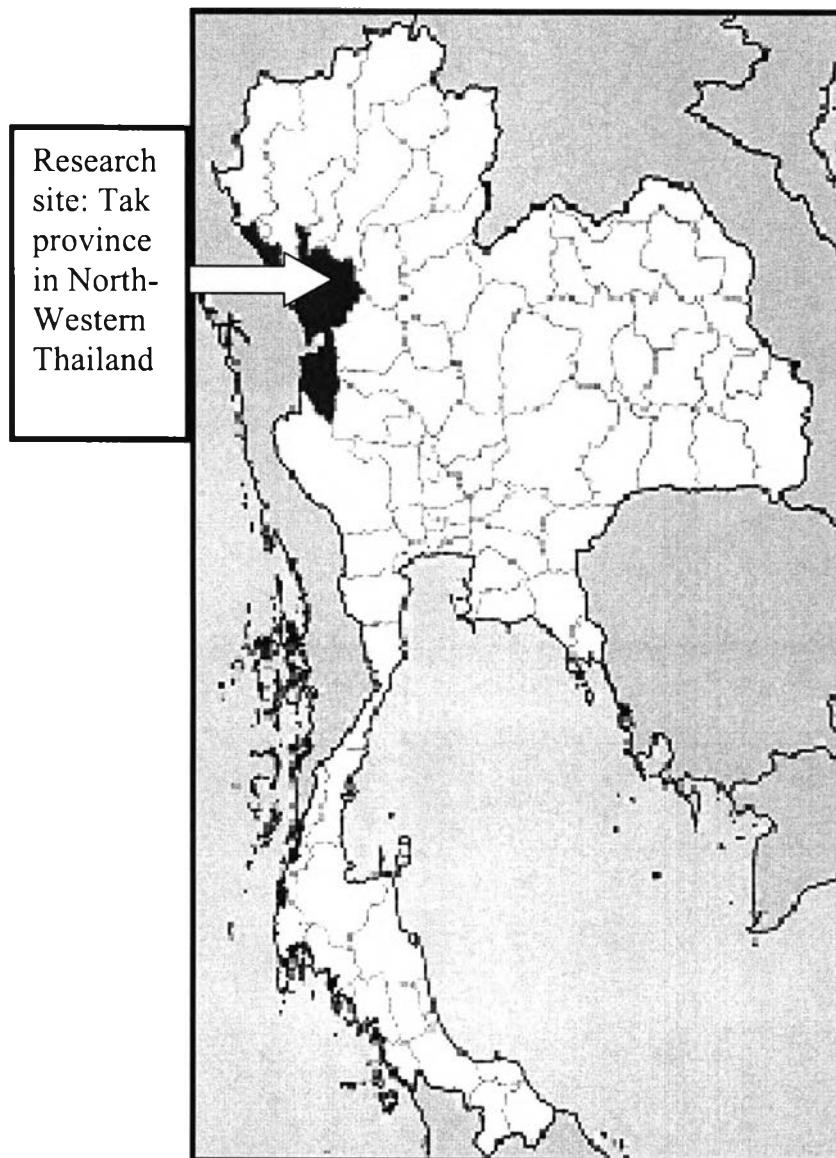 Research
site: Tak
province
in North-
Western
Thailand